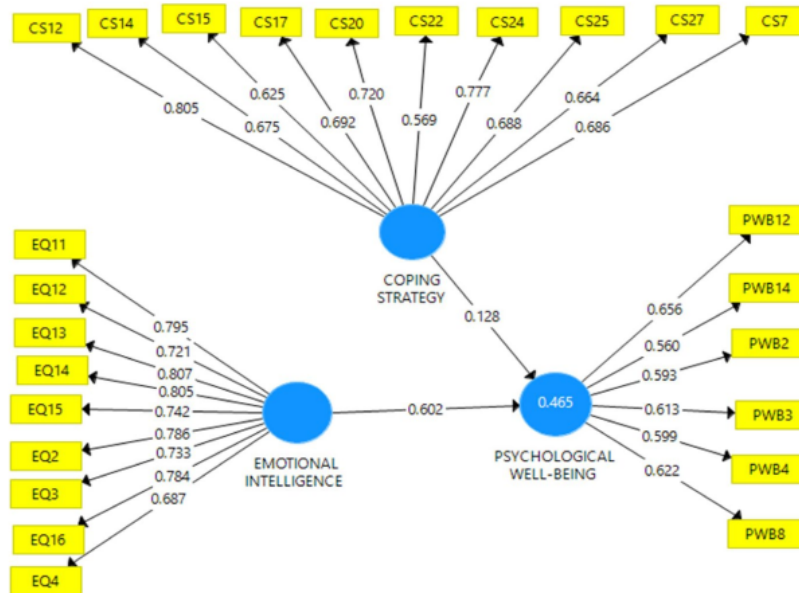 CS12
CS14
CS15
CS17
CS20
CS22
CS24
CS25
CS27
CS7
0.805
0.675
0.625
0.692
0.720
0.569
0.777
0.688
0.664
0.686
COPING
STRATEGY
0.128
EQ11
EQ12
EQ13
EQ14
EQ15
EQ2
EQ3
EQ16
EQ4
0.795
0.721
0.807
0.805
0.742
0.786
0.733
0.784
0.687
EMOTIONAL
INTELLIGENCE
0.602
0.465
PSYCHOLOGICAL
WELL-BEING
0.656
0.560
0.593
0.613
0.599
0.622
PWB12
PWB14
PWB2
PWB3
PWB4
PWB8